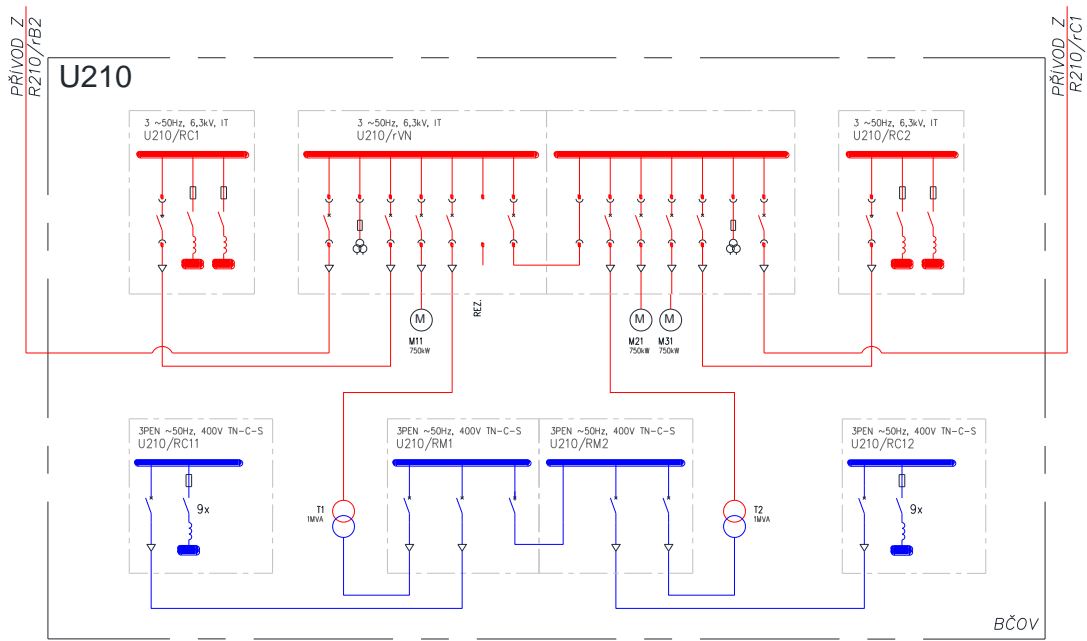 PŘÍVOD Z
R210/rB2
PŘÍVOD Z
R210/rC1
U210
3 ~50Hz, 6,3kV, IT
U210/RC1
3 ~50Hz, 6,3kV, IT
U210/rVN
3 ~50Hz, 6,3kV, IT
U210/RC2
REZ.
M
M11
750kW
M
M21
750kW
M
M31
750kW
3PEN ~50Hz, 400V TN-C-S
U210/RC11
9x
3PEN ~50Hz, 400V TN-C-S
U210/RM1
3PEN ~50Hz, 400V TN-C-S
U210/RM2
3PEN ~50Hz, 400V TN-C-S
U210/RC12
9x
T1
1MVA
T2
1MVA
BČOV